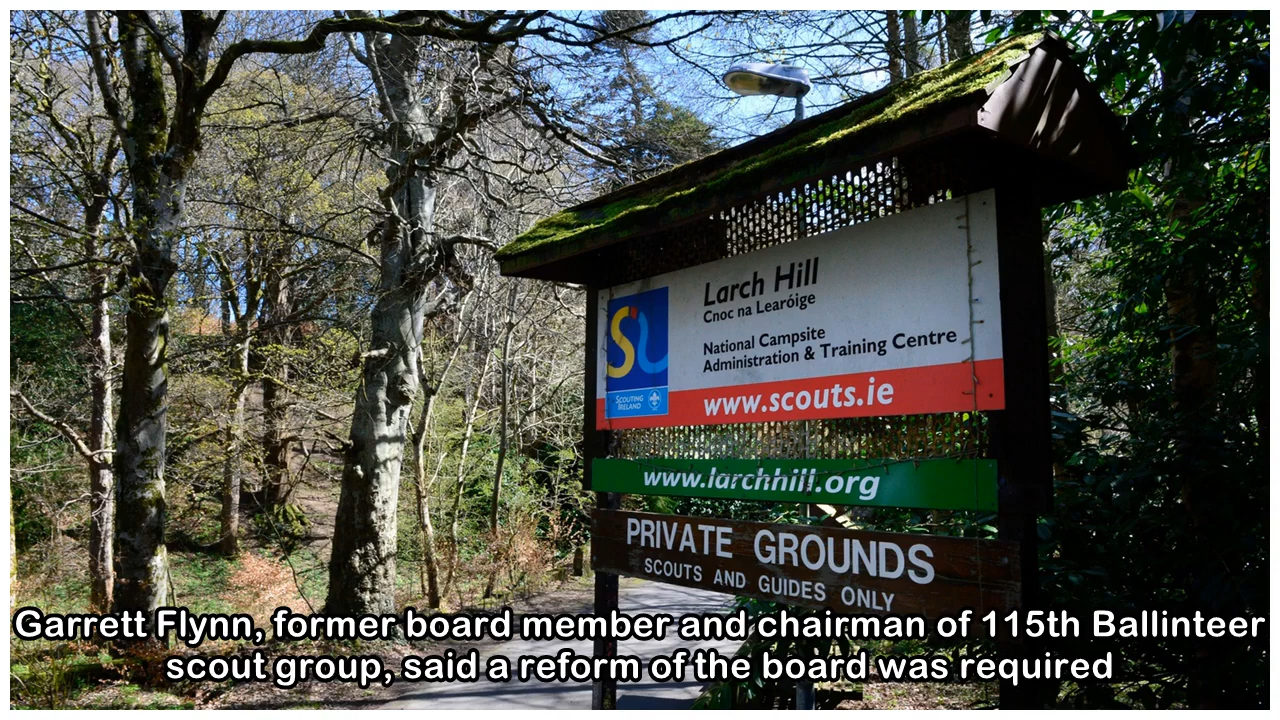 Larch Hill
Cnoc na Learóige
National Campsite
Administration & Training Centre
SCOUTING
IRELAND
www.scouts.ie
www.larchhill.org
PRIVATE GROUNDS
SCOUTS AND GUIDES ONLY
Garrett Flynn, former board member and chairman of 115th Ballinteer
scout group, said a reform of the board was required